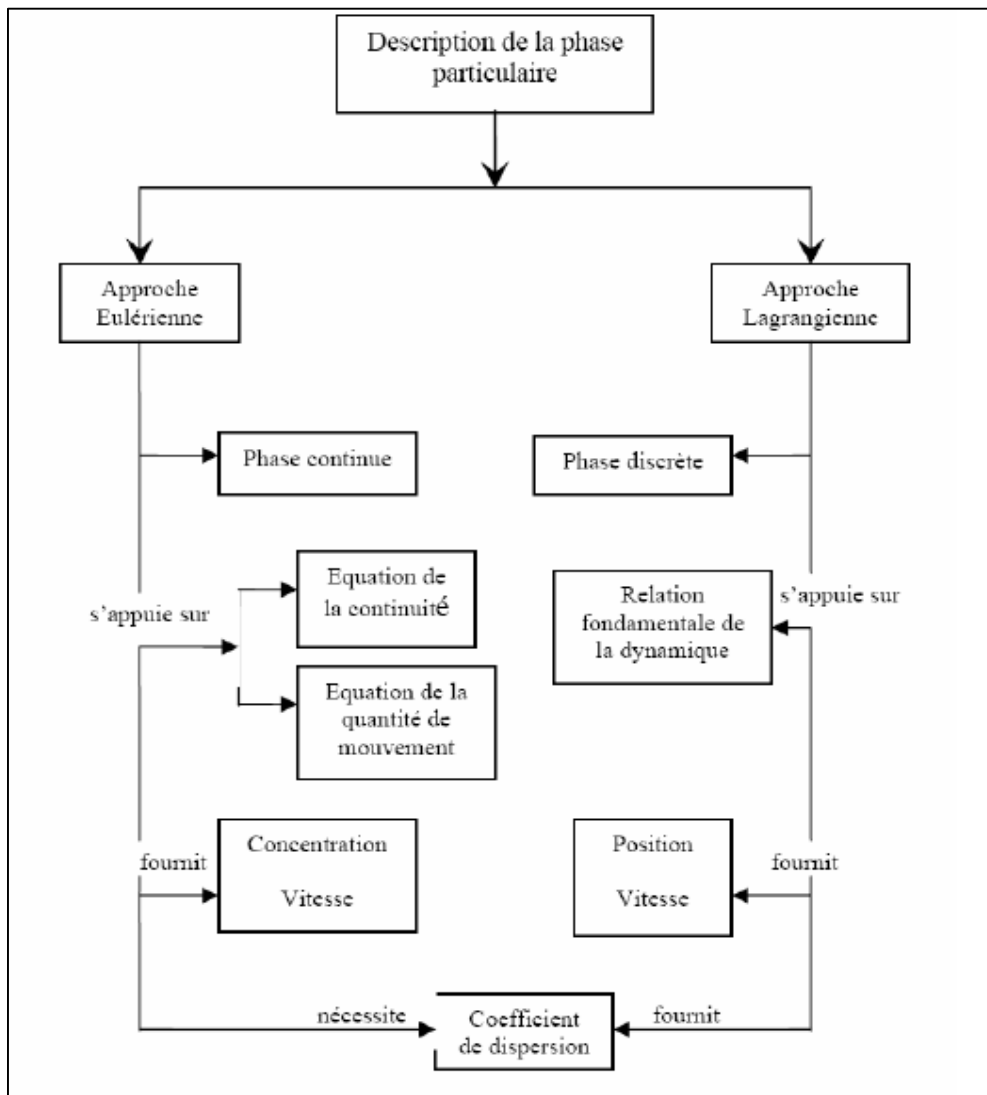 Description de la phase
particulaire
Approche
Eulérienne
Approche
Lagrangienne
Phase continue
Phase discrète
s'appuie sur
Equation de
la continuité
Equation de la
quantité de
mouvement
Relation
fondamentale de
la dynamique
s'appuie sur
fournit
Concentration
Vitesse
Position
Vitesse
fournit
nécessite
Coefficient
de dispersion
fournit